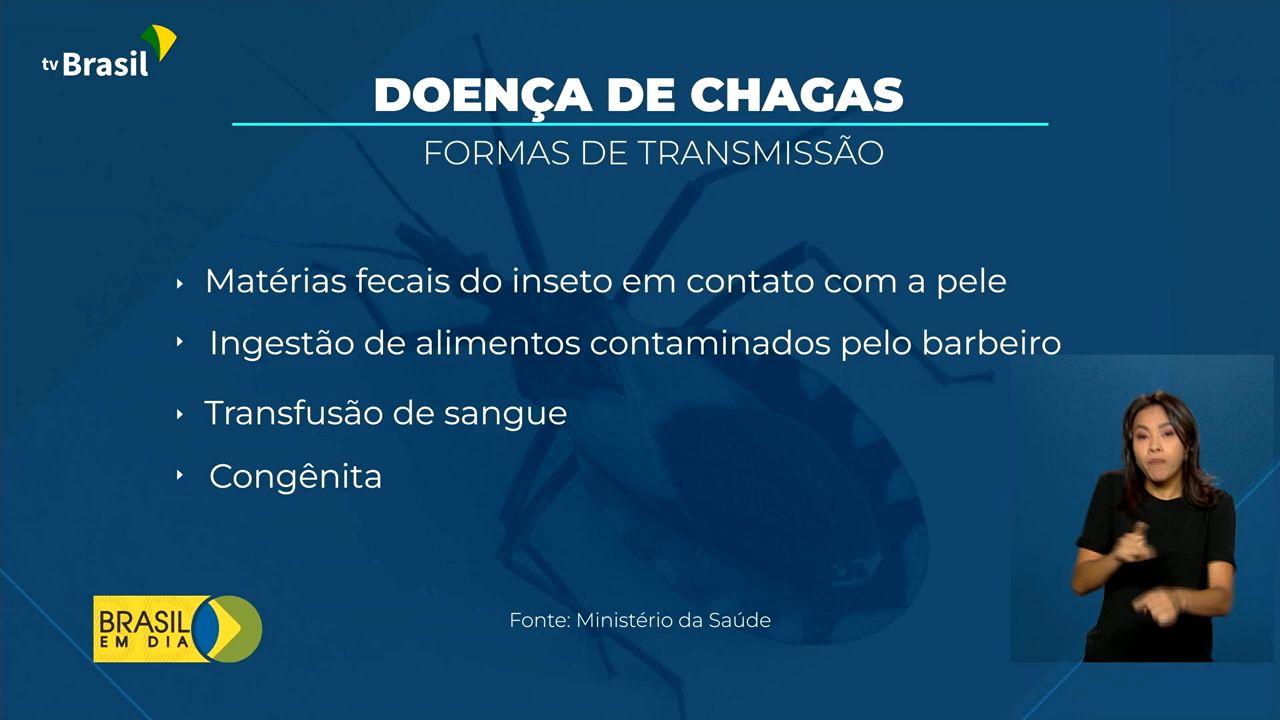 tv Brasil
DOENÇA DE CHAGAS
FORMAS DE TRANSMISSÃO
Matérias fecais do inseto em contato com a pele
Ingestão de alimentos contaminados pelo barbeiro
Transfusão de sangue
Congênita
BRASIL
EM DIA
Fonte: Ministério da Saúde